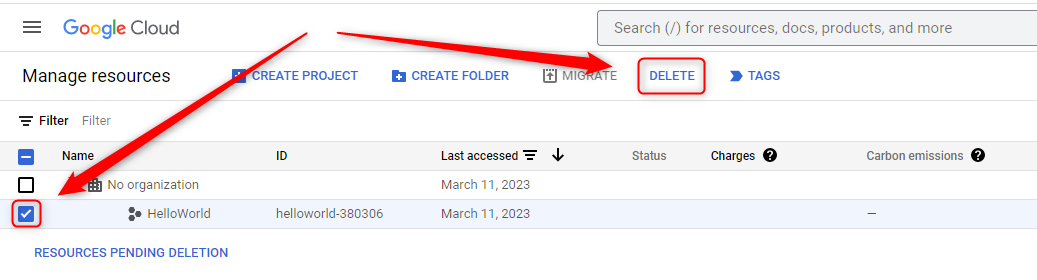 Google Cloud
Search (/) for resources, docs, products, and more
Manage resources CREATE PROJECT CREATE FOLDER MIGRATE DELETE TAGS
Filter Filter
Name ID Last accessed Status Charges ? Carbon emissions ?
No organization March 11, 2023
HelloWorld helloworld-380306 March 11, 2023 —
RESOURCES PENDING DELETION